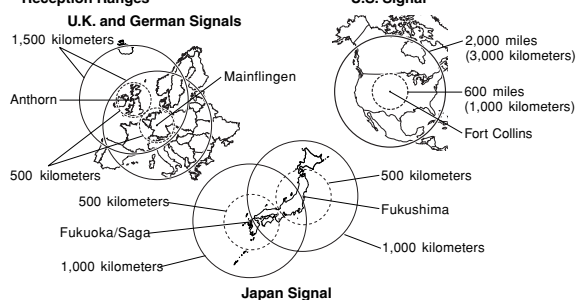 Reception Ranges
U.K. and German Signals
1,500 kilometers
Anthorn
Mainflingen
500 kilometers
U.S. Signal
2,000 miles
(3,000 kilometers)
600 miles
(1,000 kilometers)
Fort Collins
500 kilometers
Fukuoka/Saga
1,000 kilometers
500 kilometers
Fukushima
1,000 kilometers
Japan Signal